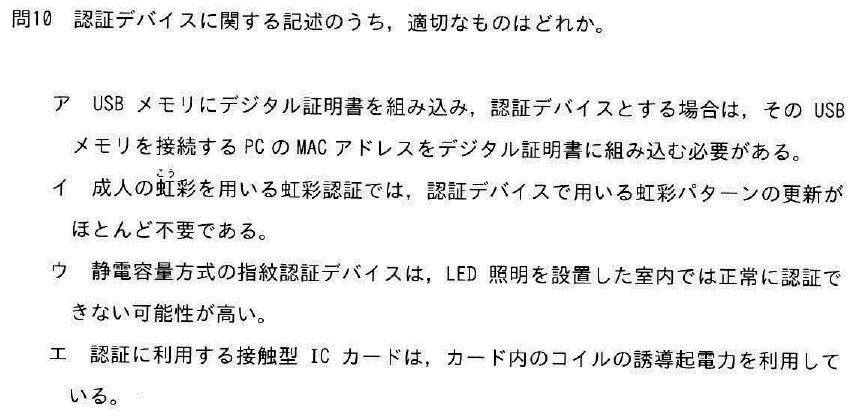 問10 認証デバイスに関する記述のうち，適切なものはどれか。
ア USB メモリにデジタル証明書を組み込み，認証デバイスとする場合は，その USB
メモリを接続する PC の MAC アドレスをデジタル証明書に組み込む必要がある。
こう
イ 成人の虹彩を用いる虹彩認証では，認証デバイスで用いる虹彩パターンの更新が
ほとんど不要である。
ウ 静電容量方式の指紋認証デバイスは，LED 照明を設置した室内では正常に認証で
きない可能性が高い。
エ 認証に利用する接触型 IC カードは，カード内のコイルの誘導起電力を利用して
いる。